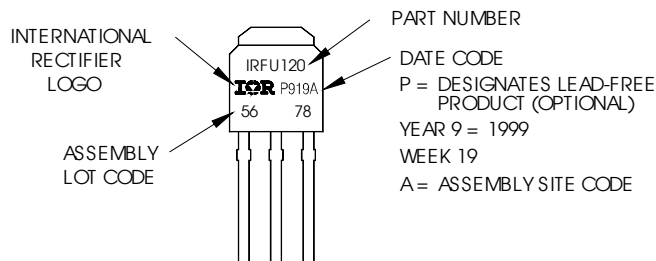 INTERNATIONAL
RECTIFIER
LOGO
ASSEMBLY
LOT CODE
IRFU120
IOR P919A
56 78
PART NUMBER
DATE CODE
P = DESIGNATES LEAD-FREE
PRODUCT (OPTIONAL)
YEAR 9 = 1999
WEEK 19
A = ASSEMBLY SITE CODE